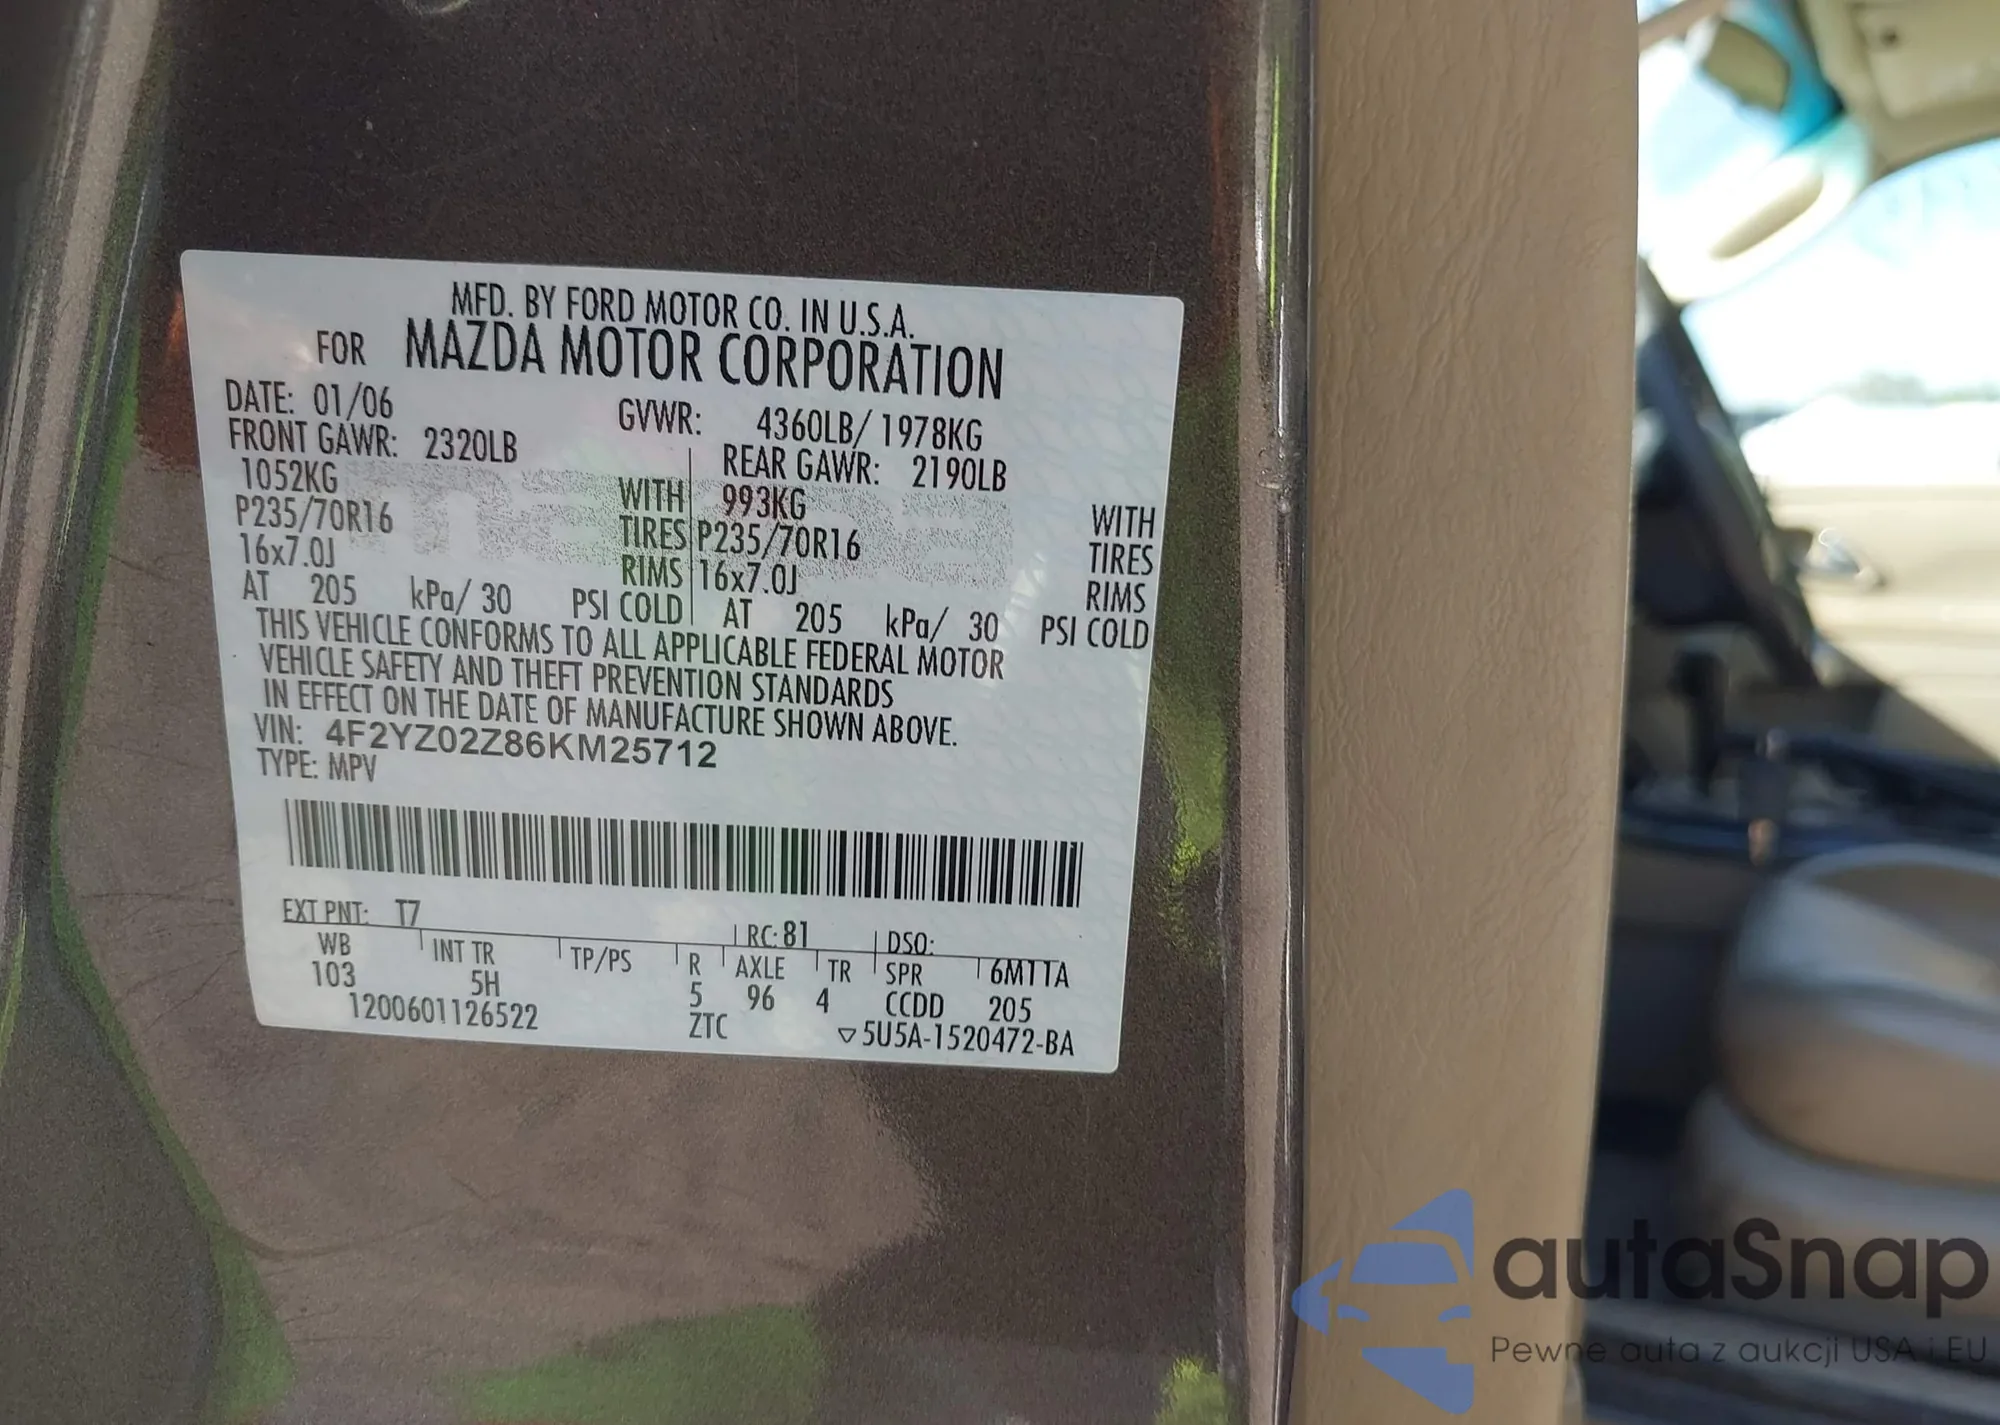 MFD. BY FORD MOTOR CO. IN U.S.A.
FOR MAZDA MOTOR CORPORATION
DATE: 01/06 GVWR: 4360LB/ 1978KG
FRONT GAWR: 2320LB REAR GAWR: 2190LB
1052KG WITH 993KG WITH
P235/70R16 TIRES P235/70R16 TIRES
16x7.0J RIMS 16x7.0J RIMS
AT 205 kPa/ 30 PSI COLD AT 205 kPa/ 30 PSI COLD
THIS VEHICLE CONFORMS TO ALL APPLICABLE FEDERAL MOTOR
VEHICLE SAFETY AND THEFT PREVENTION STANDARDS
IN EFFECT ON THE DATE OF MANUFACTURE SHOWN ABOVE.
VIN: 4F2YZ02Z86KM25712
TYPE: MPV
EXT PNT: T7 RC: 81 DSO:
WB INT TR TP/PS R AXLE TR SPR 6M11A
103 5H 5 96 4 CCDD 205
1200601126522 ZTC ▽5U5A-1520472-BA
autaSnap
Pewne auta z aukcji USA i EU